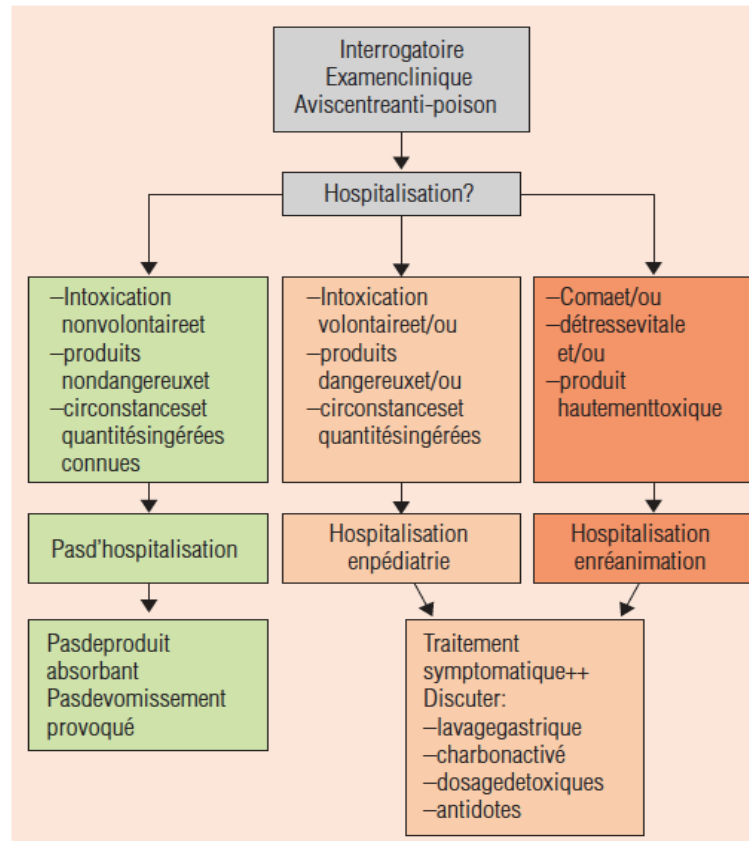 Interrogatoire
Examenclinique
Aviscentreanti-poison
Hospitalisation?
–Intoxication
nonvolontaireet
–produits
nondangereuxet
–circonstanceset
quantitésingérées
connues
–Intoxication
volontaireet/ou
–produits
dangereuxet/ou
–circonstanceset
quantitésingérées
–Comaet/ou
–détressevitale
et/ou
–produit
hautementtoxique
Pasd'hospitalisation
Hospitalisation
enpédiatrie
Hospitalisation
enréanimation
Pasdeproduit
absorbant
Pasdevomissement
provoqué
Traitement
symptomatique++
Discuter:
–lavagegastrique
–charbonactivé
–dosagedetoxiques
–antidotes